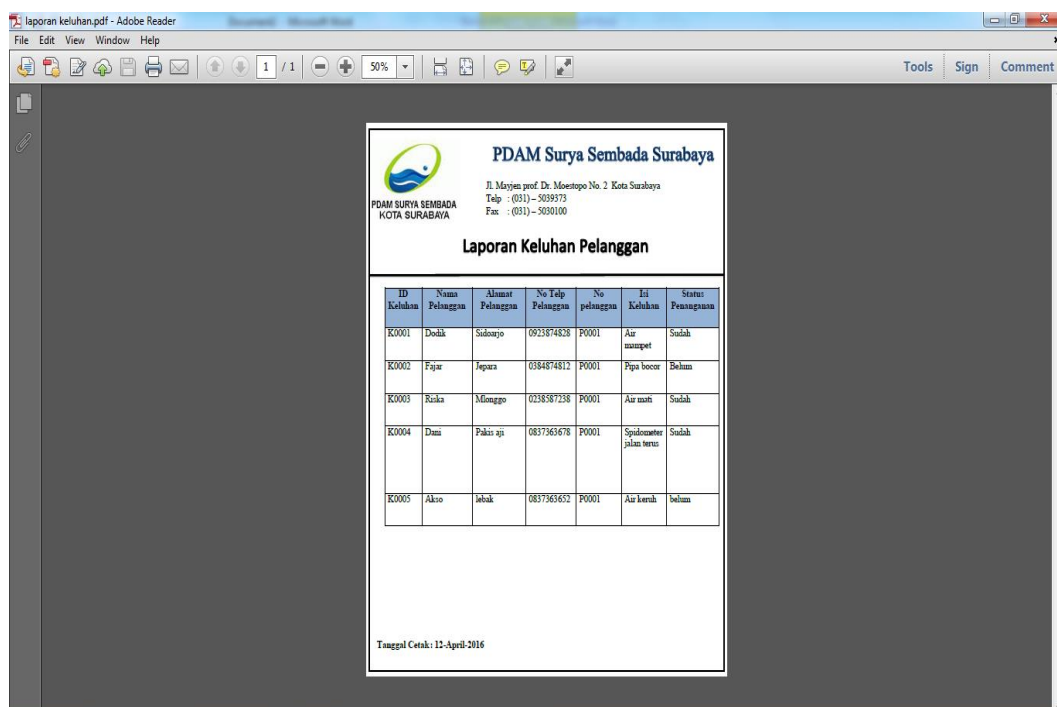 laporan keluhan.pdf - Adobe Reader
File Edit View Window Help
1 / 1 50% Tools Sign Comment
PDAM SURYA SEMBADA
KOTA SURABAYA
PDAM Surya Sembada Surabaya
Jl. Mayjen prof. Dr. Moestopo No. 2 Kota Surabaya
Telp : (031) – 5039373
Fax : (031) – 5030100
Laporan Keluhan Pelanggan
ID Keluhan Nama Pelanggan Alamat Pelanggan No Telp Pelanggan No pelanggan Isi Keluhan Status Penanganan
K0001 Dodik Sidoarjo 0923874828 P0001 Air mampet Sudah
K0002 Fajar Jepara 0384874812 P0001 Pipa bocor Belum
K0003 Riska Mlonggo 0238587238 P0001 Air mati Sudah
K0004 Dani Pakis aji 0837363678 P0001 Spidometer jalan terus Sudah
K0005 Akso lebak 0837363652 P0001 Air keruh belum
Tanggal Cetak: 12-April-2016